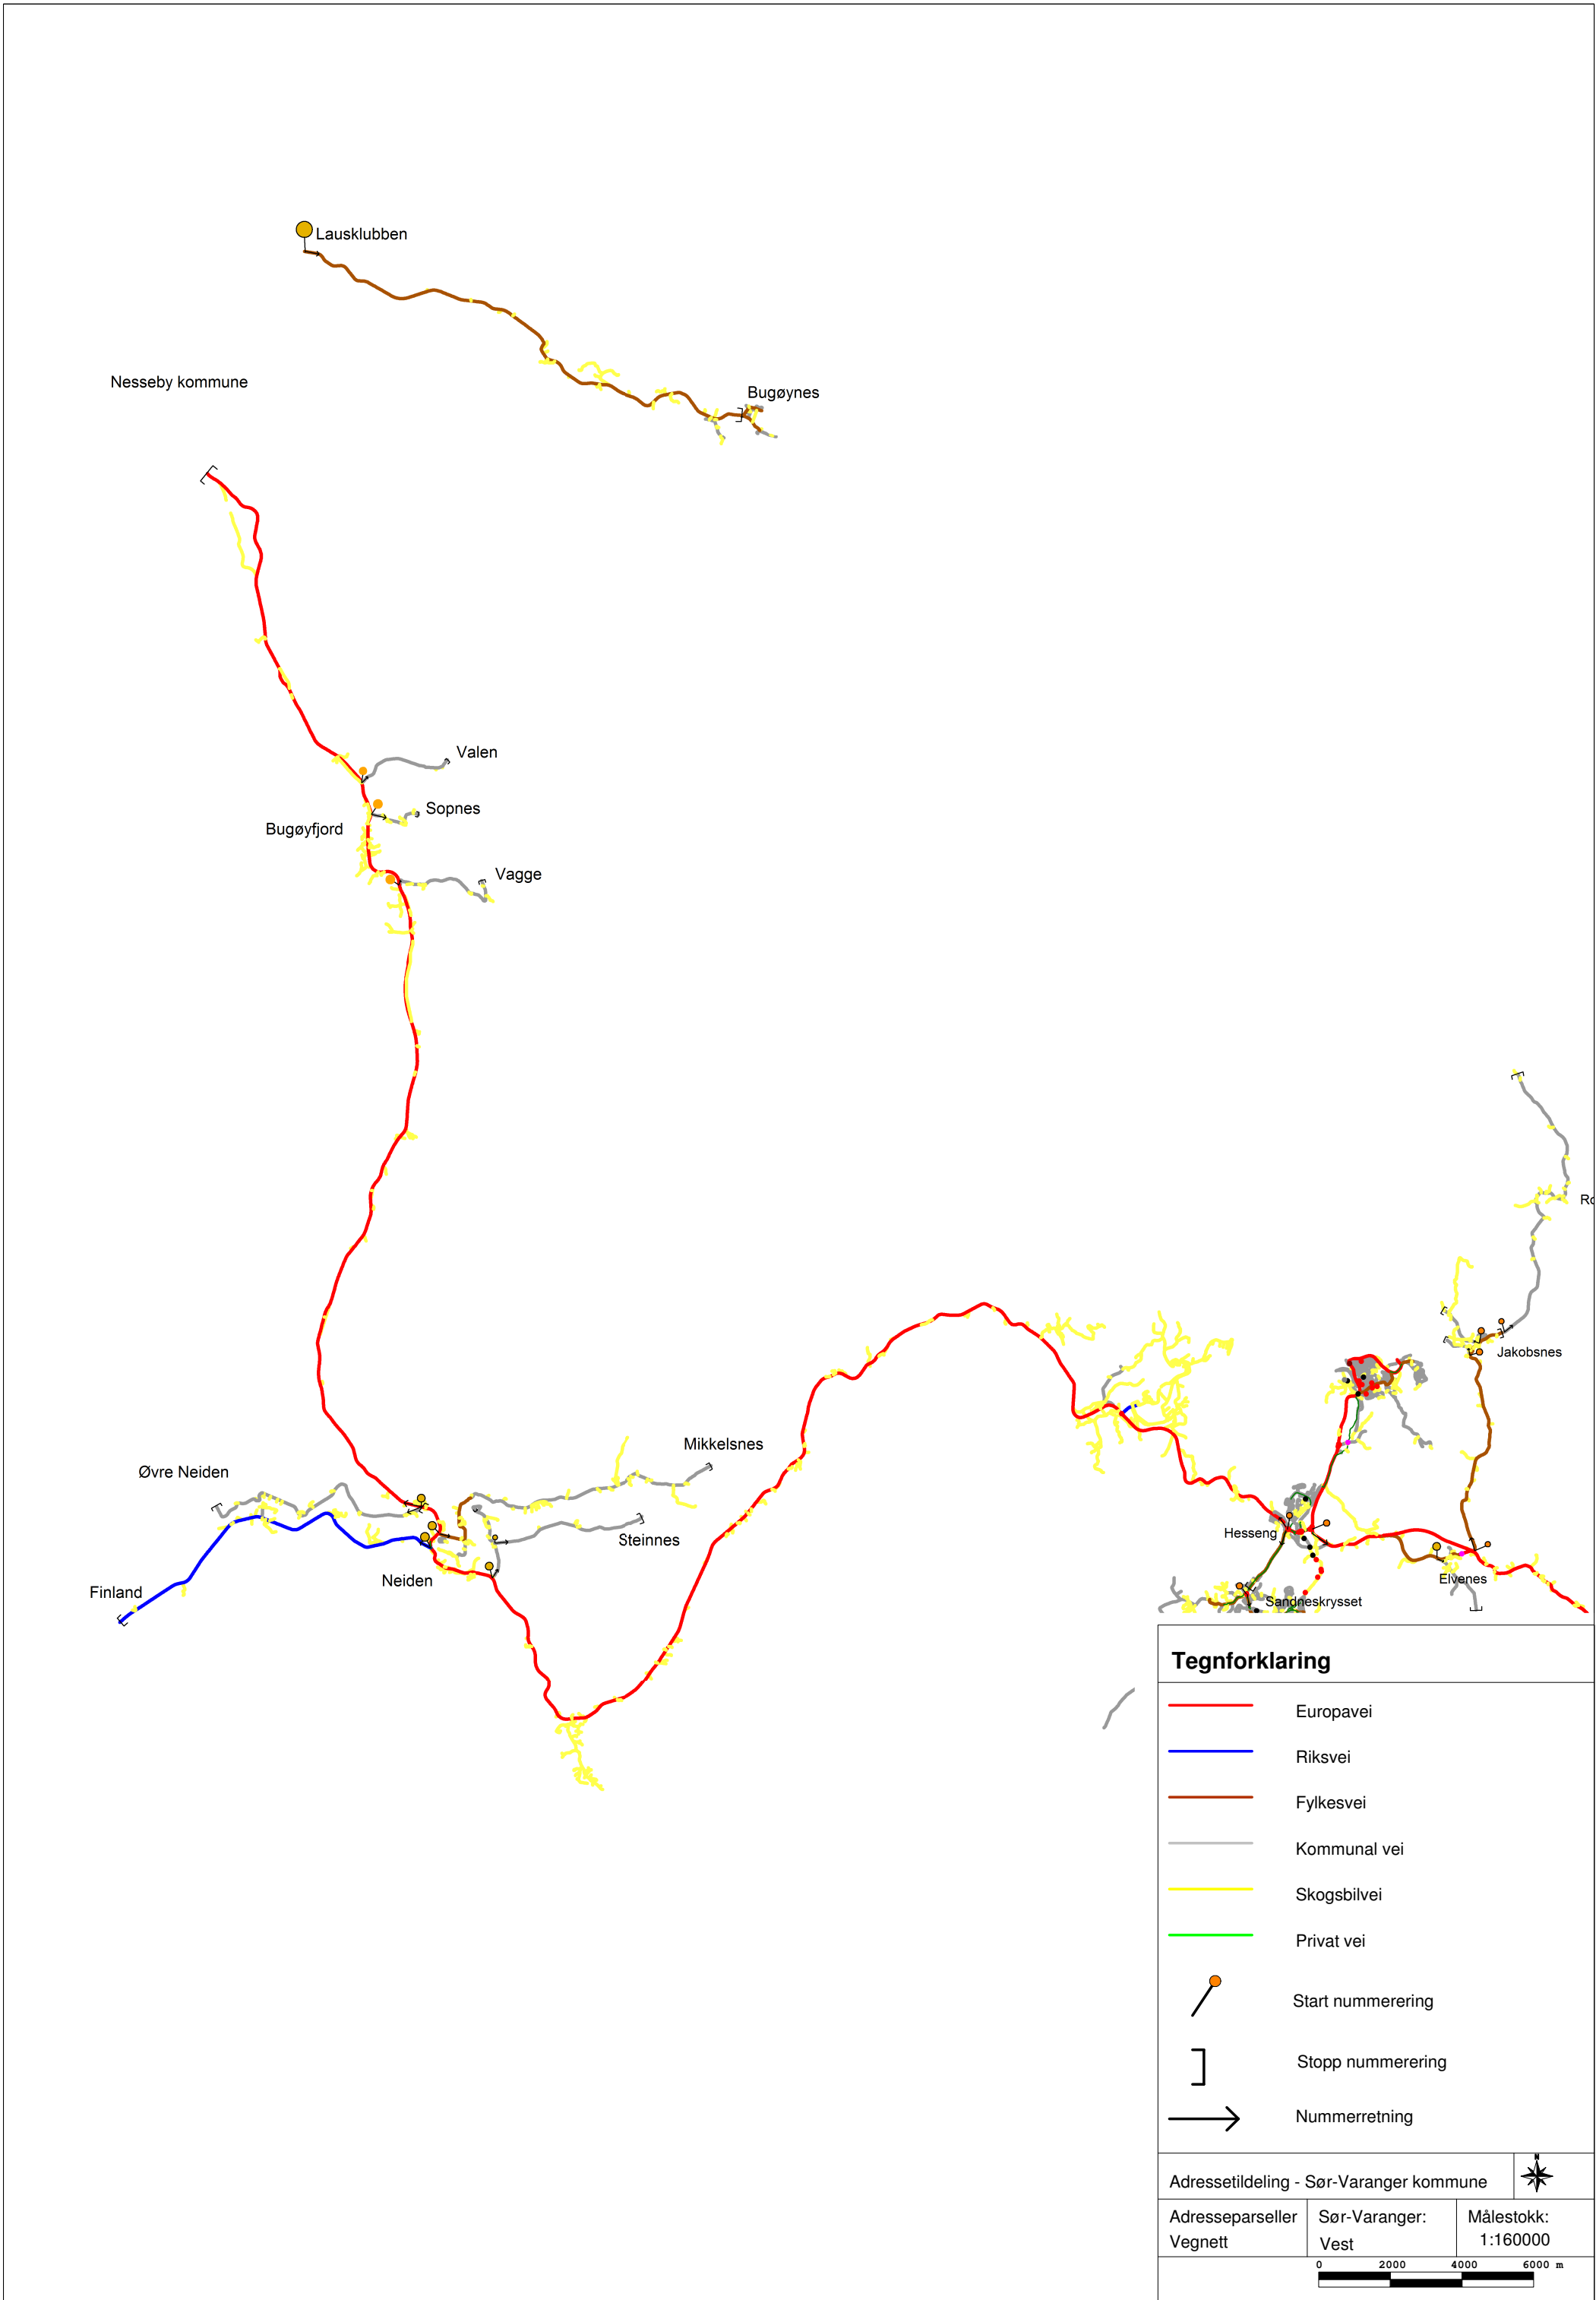 Lausklubben
Nesseby kommune
Bugøynes
Valen
Sopnes
Bugøyfjord
Vagge
Jakobsnes
Mikkelsnes
Øvre Neiden
Hesseng
Steinnes
Neiden
Elvenes
Finland
Sandneskrysset
Tegnforklaring
Europavei
Riksvei
Fylkesvei
Kommunal vei
Skogsbilvei
Privat vei
Start nummerering
Stopp nummerering
Nummerretning
Adressetildeling - Sør-Varanger kommune
N
Adresseparseller
Vegnett
Sør-Varanger:
Vest
Målestokk:
1:160000
0 2000 4000 6000 m